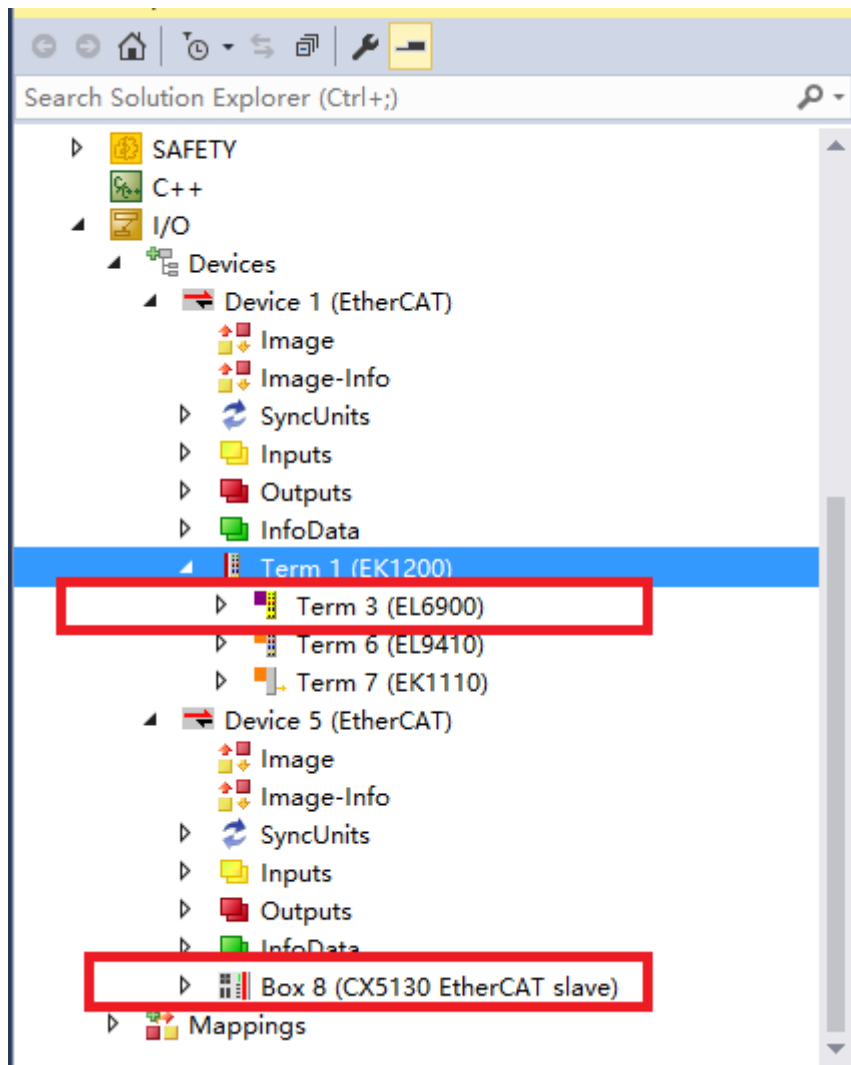 Search Solution Explorer (Ctrl+;)
SAFETY
C++
I/O
Devices
Device 1 (EtherCAT)
Image
Image-Info
SyncUnits
Inputs
Outputs
InfoData
Term 1 (EK1200)
Term 3 (EL6900)
Term 6 (EL9410)
Term 7 (EK1110)
Device 5 (EtherCAT)
Image
Image-Info
SyncUnits
Inputs
Outputs
InfoData
Box 8 (CX5130 EtherCAT slave)
Mappings